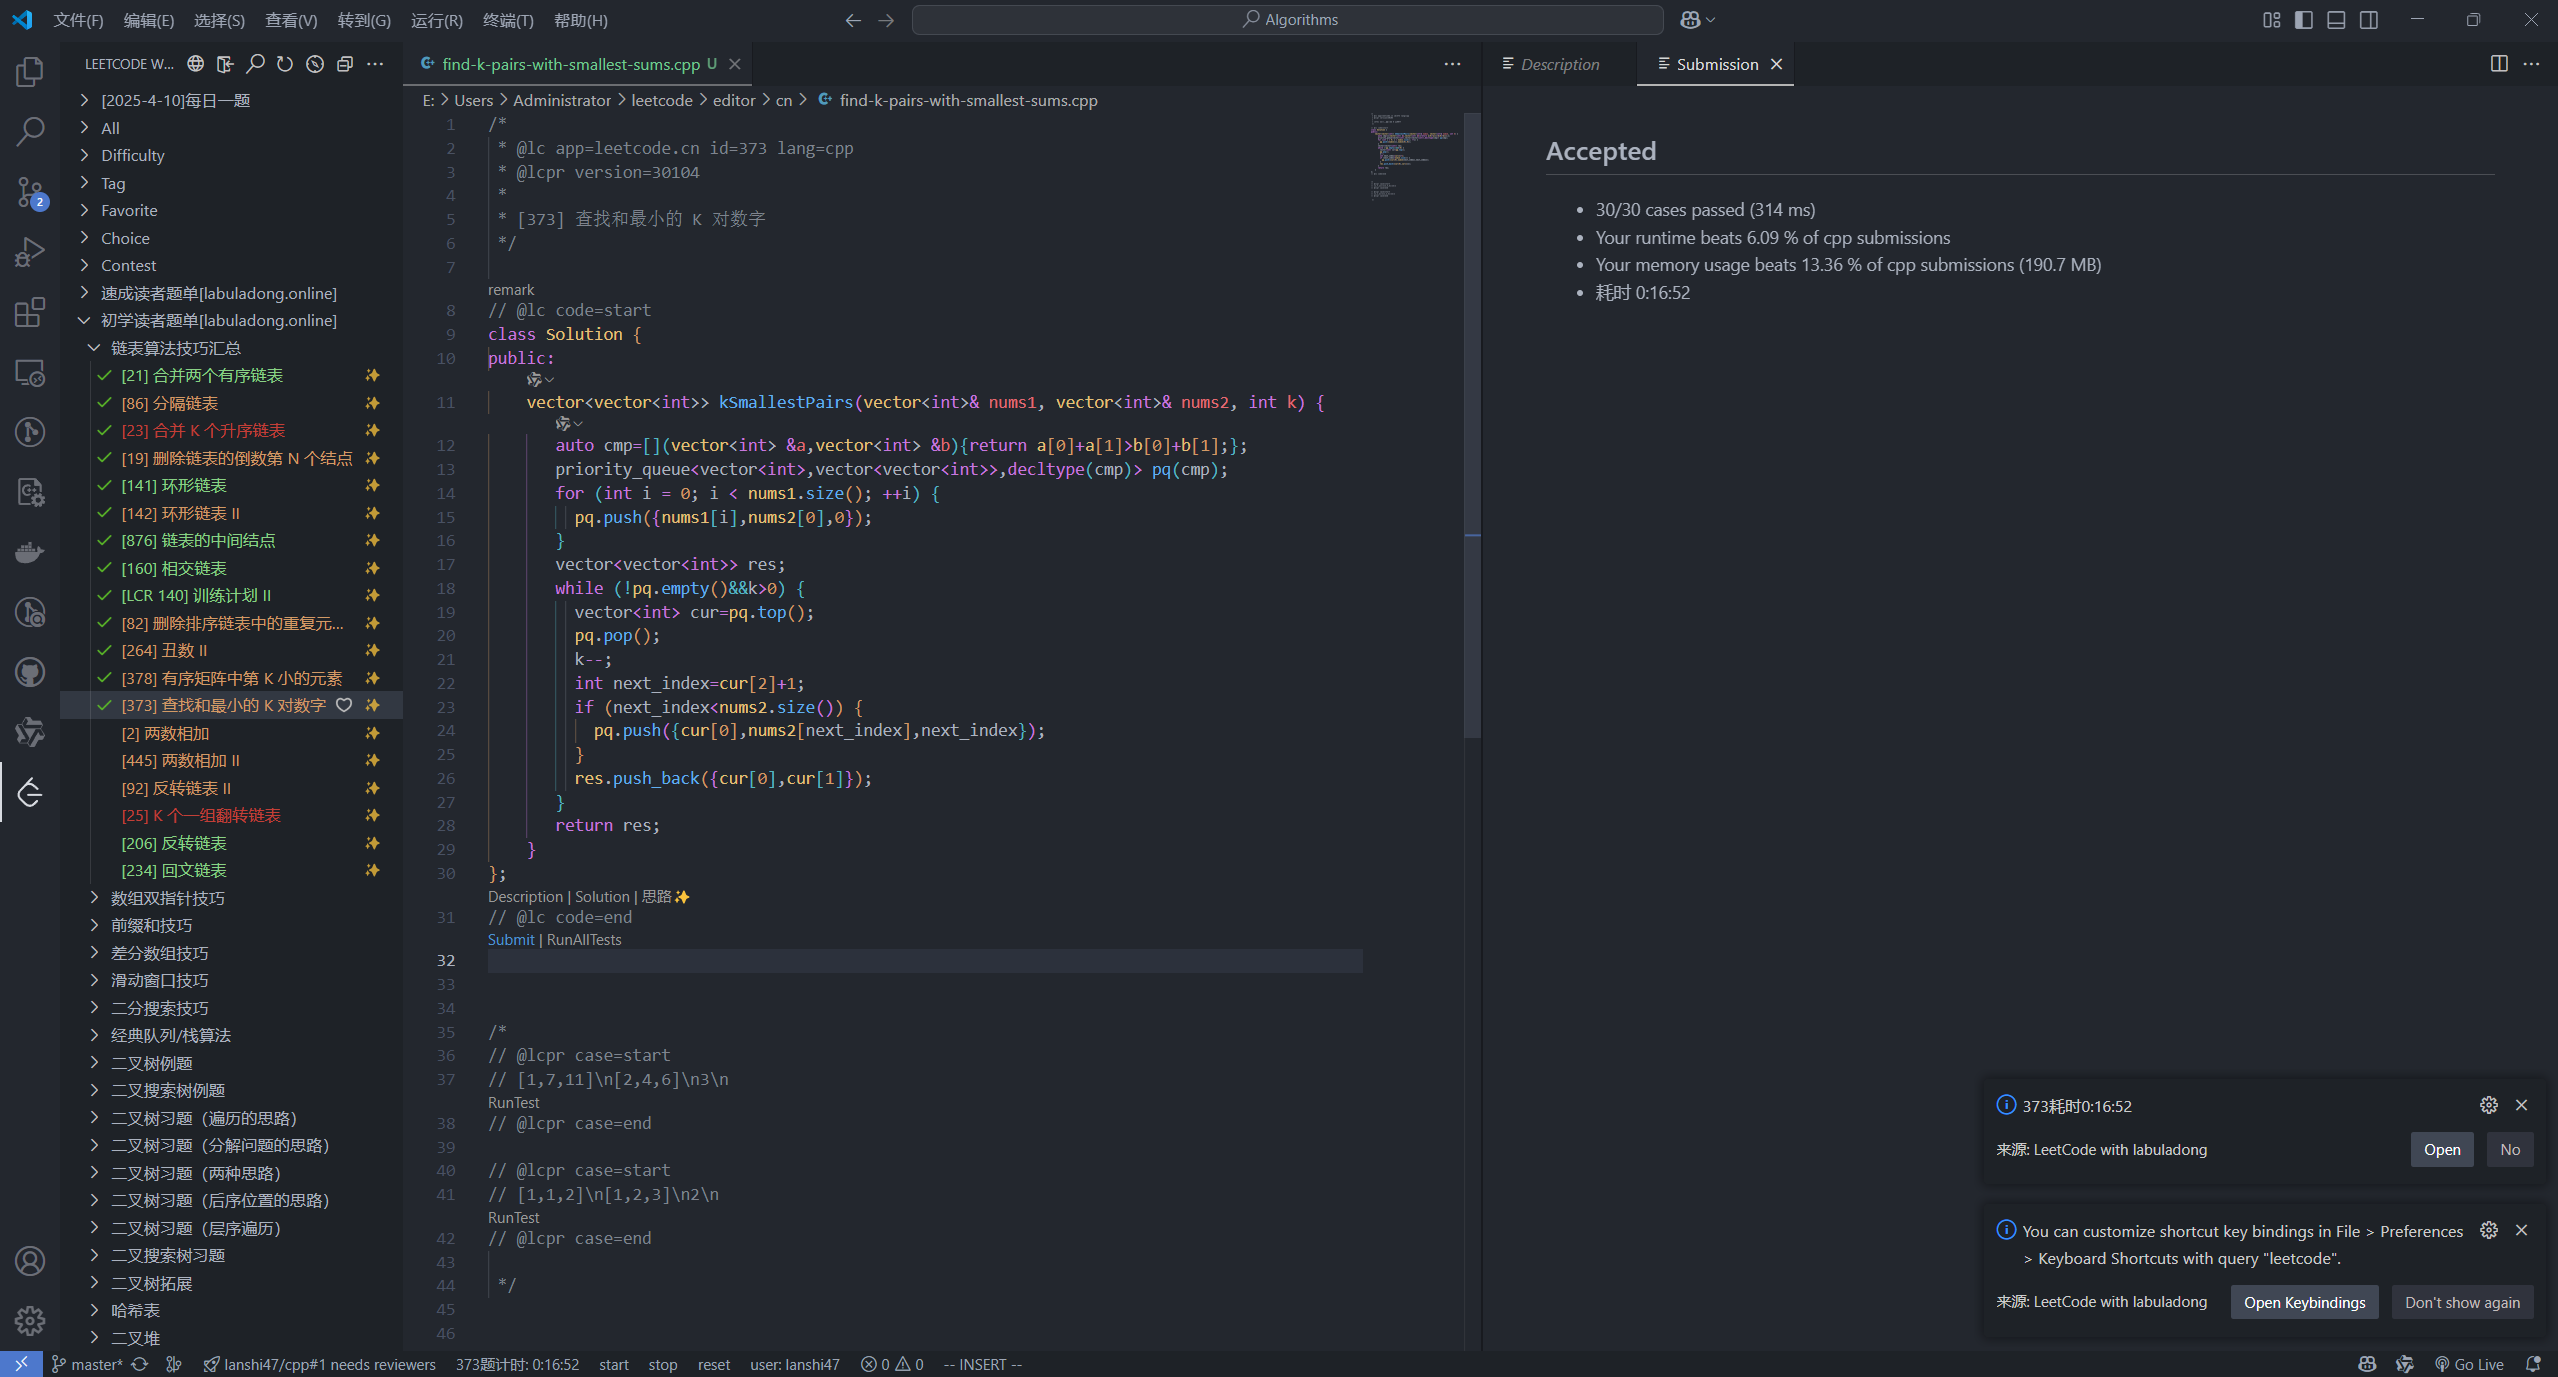 文件(F) 编辑(E) 选择(S) 查看(V) 转到(G) 运行(R) 终端(T) 帮助(H)
Algorithms
LEETCODE W...
[2025-4-10]每日一题
All
Difficulty
Tag
Favorite
Choice
Contest
速成读者题单[labuladong.online]
初学读者题单[labuladong.online]
链表算法技巧汇总
[21] 合并两个有序链表
[86] 分隔链表
[23] 合并 K 个升序链表
[19] 删除链表的倒数第 N 个结点
[141] 环形链表
[142] 环形链表 II
[876] 链表的中间结点
[160] 相交链表
[LCR 140] 训练计划 II
[82] 删除排序链表中的重复元...
[264] 丑数 II
[378] 有序矩阵中第 K 小的元素
[373] 查找和最小的 K 对数字
[2] 两数相加
[445] 两数相加 II
[92] 反转链表 II
[25] K 个一组翻转链表
[206] 反转链表
[234] 回文链表
数组双指针技巧
前缀和技巧
差分数组技巧
滑动窗口技巧
二分搜索技巧
经典队列/栈算法
二叉树例题
二叉搜索树例题
二叉树习题（遍历的思路）
二叉树习题（分解问题的思路）
二叉树习题（两种思路）
二叉树习题（后序位置的思路）
二叉树习题（层序遍历）
二叉搜索树习题
二叉树拓展
哈希表
二叉堆
2
find-k-pairs-with-smallest-sums.cpp U
E: > Users > Administrator > leetcode > editor > cn > find-k-pairs-with-smallest-sums.cpp
1 /*
2 * @lc app=leetcode.cn id=373 lang=cpp
3 * @lcpr version=30104
4 *
5 * [373] 查找和最小的 K 对数字
6 */
7
remark
8 // @lc code=start
9 class Solution {
10 public:
11 vector<vector<int>> kSmallestPairs(vector<int>& nums1, vector<int>& nums2, int k) {
12 auto cmp=[](vector<int> &a,vector<int> &b){return a[0]+a[1]>b[0]+b[1];};
13 priority_queue<vector<int>,vector<vector<int>>,decltype(cmp)> pq(cmp);
14 for (int i = 0; i < nums1.size(); ++i) {
15 pq.push({nums1[i],nums2[0],0});
16 }
17 vector<vector<int>> res;
18 while (!pq.empty()&&k>0) {
19 vector<int> cur=pq.top();
20 pq.pop();
21 k--;
22 int next_index=cur[2]+1;
23 if (next_index<nums2.size()) {
24 pq.push({cur[0],nums2[next_index],next_index});
25 }
26 res.push_back({cur[0],cur[1]});
27 }
28 return res;
29 }
30 };
Description | Solution | 思路✨
31 // @lc code=end
Submit | RunAllTests
32
33
34
35 /*
36 // @lcpr case=start
37 // [1,7,11]\n[2,4,6]\n3\n
RunTest
38 // @lcpr case=end
39
40 // @lcpr case=start
41 // [1,1,2]\n[1,2,3]\n2\n
RunTest
42 // @lcpr case=end
43
44 */
45
46
Description Submission
Accepted
• 30/30 cases passed (314 ms)
• Your runtime beats 6.09 % of cpp submissions
• Your memory usage beats 13.36 % of cpp submissions (190.7 MB)
• 耗时 0:16:52
373耗时0:16:52
来源: LeetCode with labuladong Open No
You can customize shortcut key bindings in File > Preferences
> Keyboard Shortcuts with query "leetcode".
来源: LeetCode with labuladong Open Keybindings Don't show again
master* lanshi47/cpp#1 needs reviewers 373题计时: 0:16:52 start stop reset user: lanshi47 0 0 -- INSERT -- Go Live